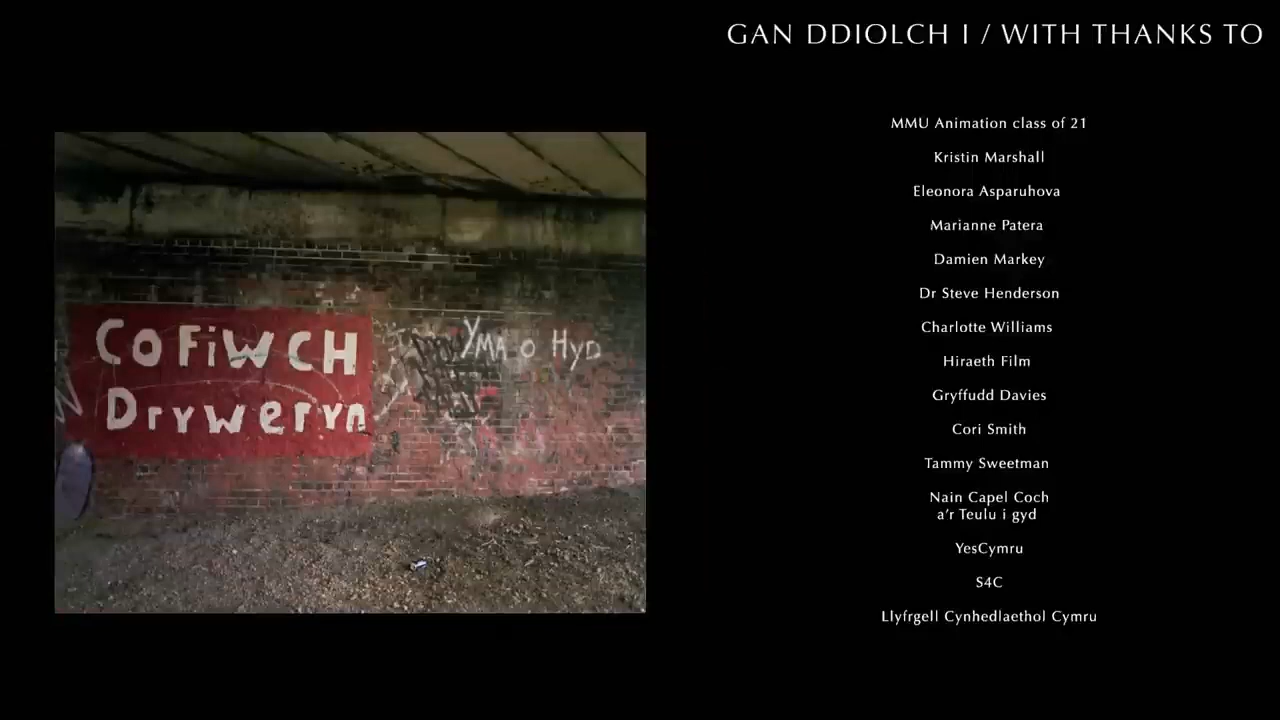 GAN DDIOLCH I / WITH THANKS TO
COFiWCH
Dryweryn
YMA O HYD
MMU Animation class of 21
Kristin Marshall
Eleonora Asparuhova
Marianne Patera
Damien Markey
Dr Steve Henderson
Charlotte Williams
Hiraeth Film
Gryffudd Davies
Cori Smith
Tammy Sweetman
Nain Capel Coch
a'r Teulu i gyd
YesCymru
S4C
Llyfrgell Cynhedlaethol Cymru